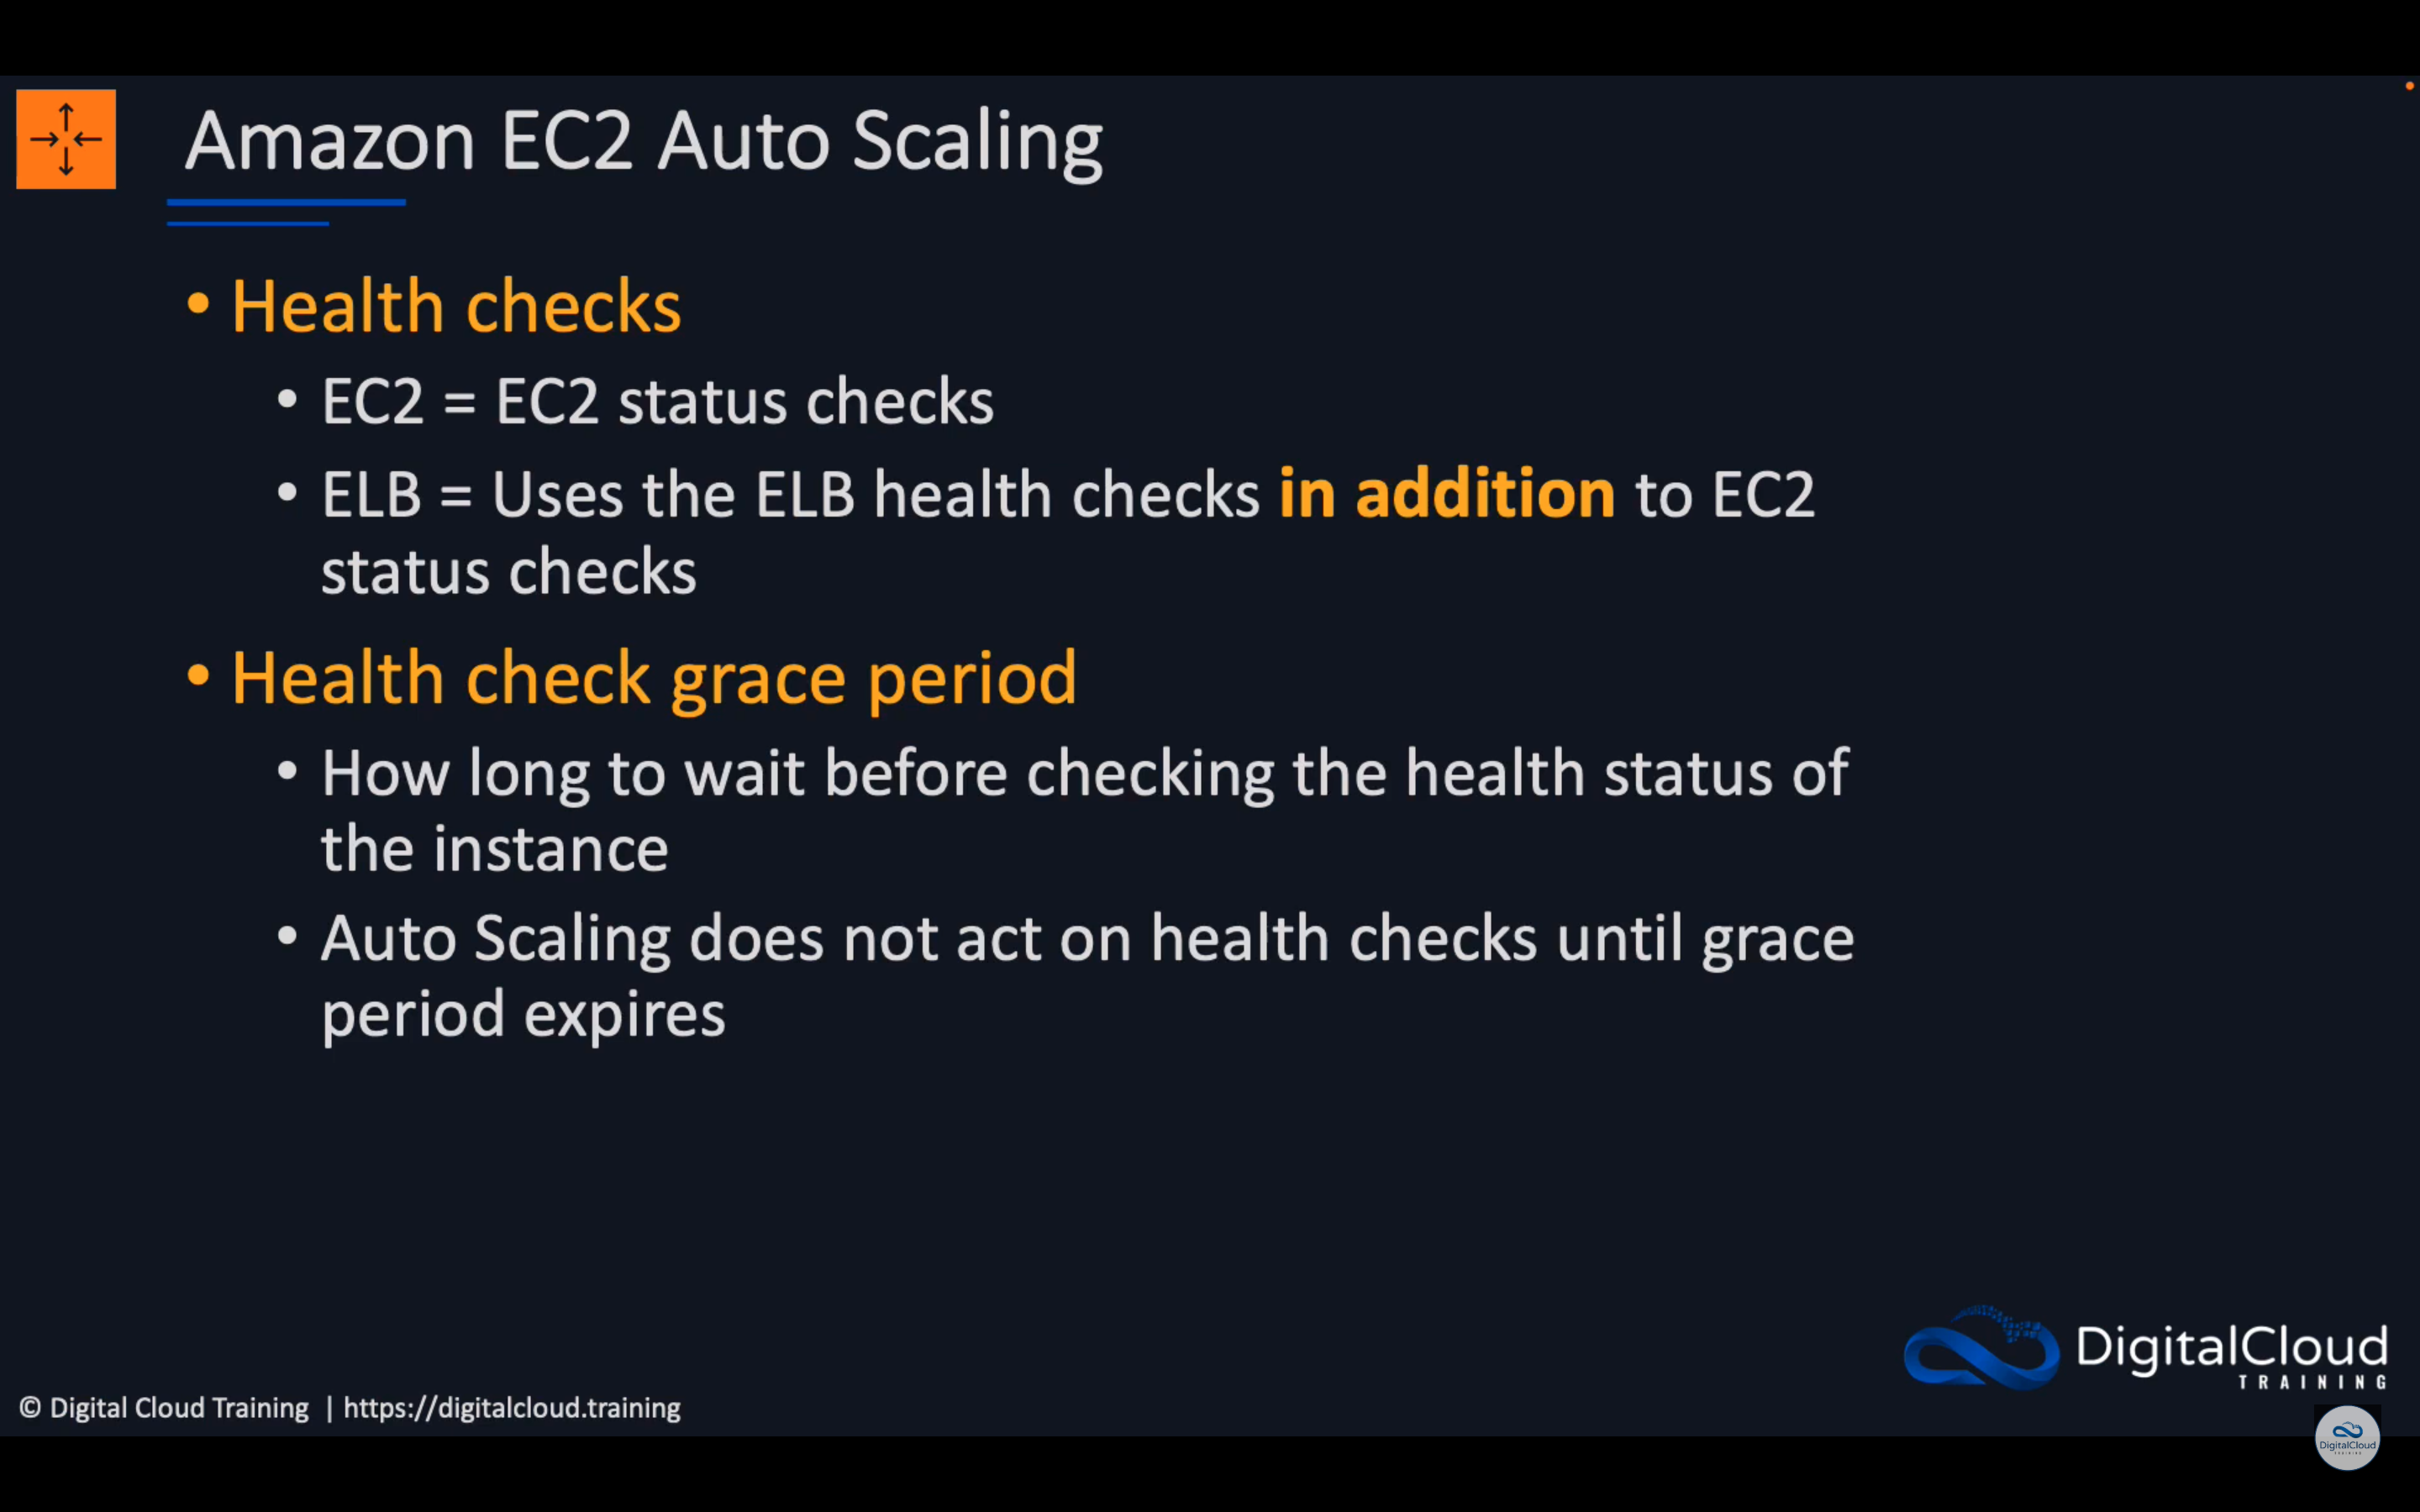 Amazon EC2 Auto Scaling
• Health checks
• EC2 = EC2 status checks
• ELB = Uses the ELB health checks in addition to EC2
status checks
• Health check grace period
• How long to wait before checking the health status of
the instance
• Auto Scaling does not act on health checks until grace
period expires
DigitalCloud
TRAINING
© Digital Cloud Training | https://digitalcloud.training
DigitalCloud
TRAINING